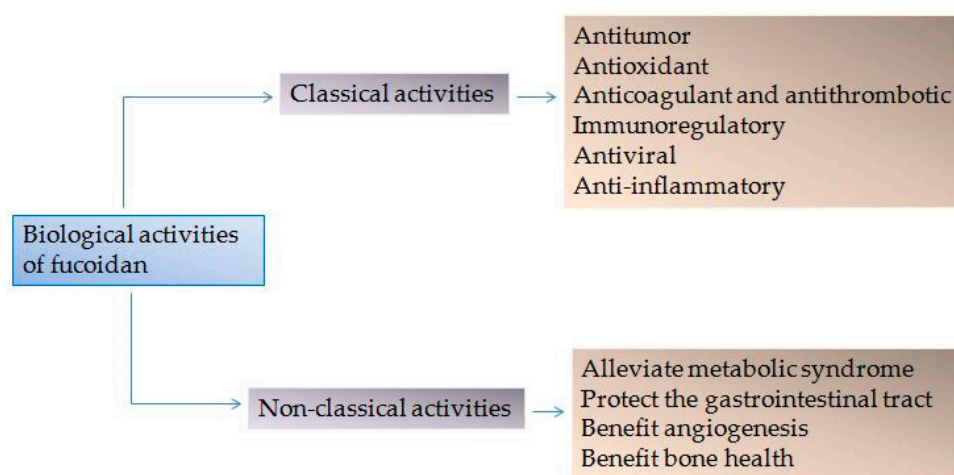 Biological activities
of fucoidan
Classical activities
Antitumor
Antioxidant
Anticoagulant and antithrombotic
Immunoregulatory
Antiviral
Anti-inflammatory
Non-classical activities
Alleviate metabolic syndrome
Protect the gastrointestinal tract
Benefit angiogenesis
Benefit bone health